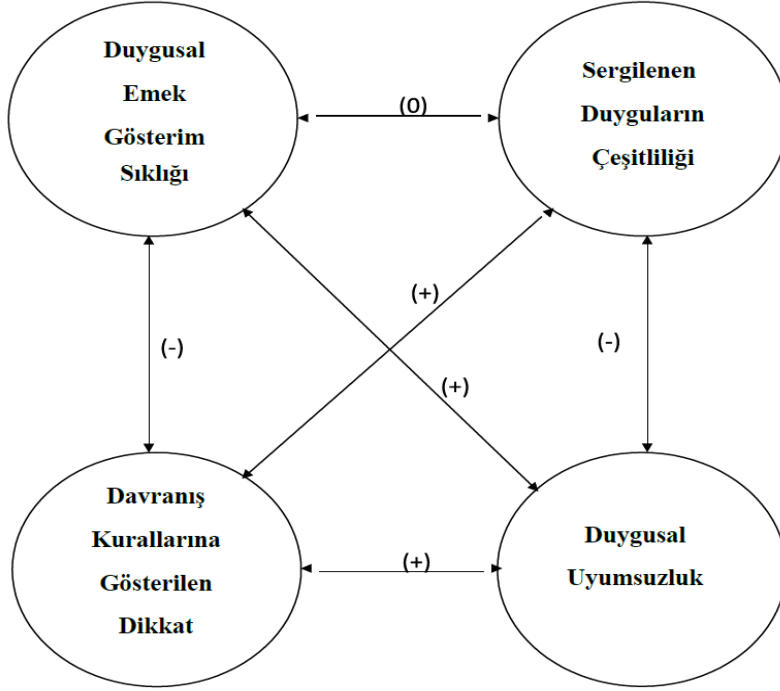 Duygusal
Emek
Gösterim
Sıklığı
(0)
Sergilenen
Duyguların
Çeşitliliği
(+)
(-)
(-)
(+)
Davranış
Kurallarına
Gösterilen
Dikkat
(+)
Duygusal
Uyumsuzluk